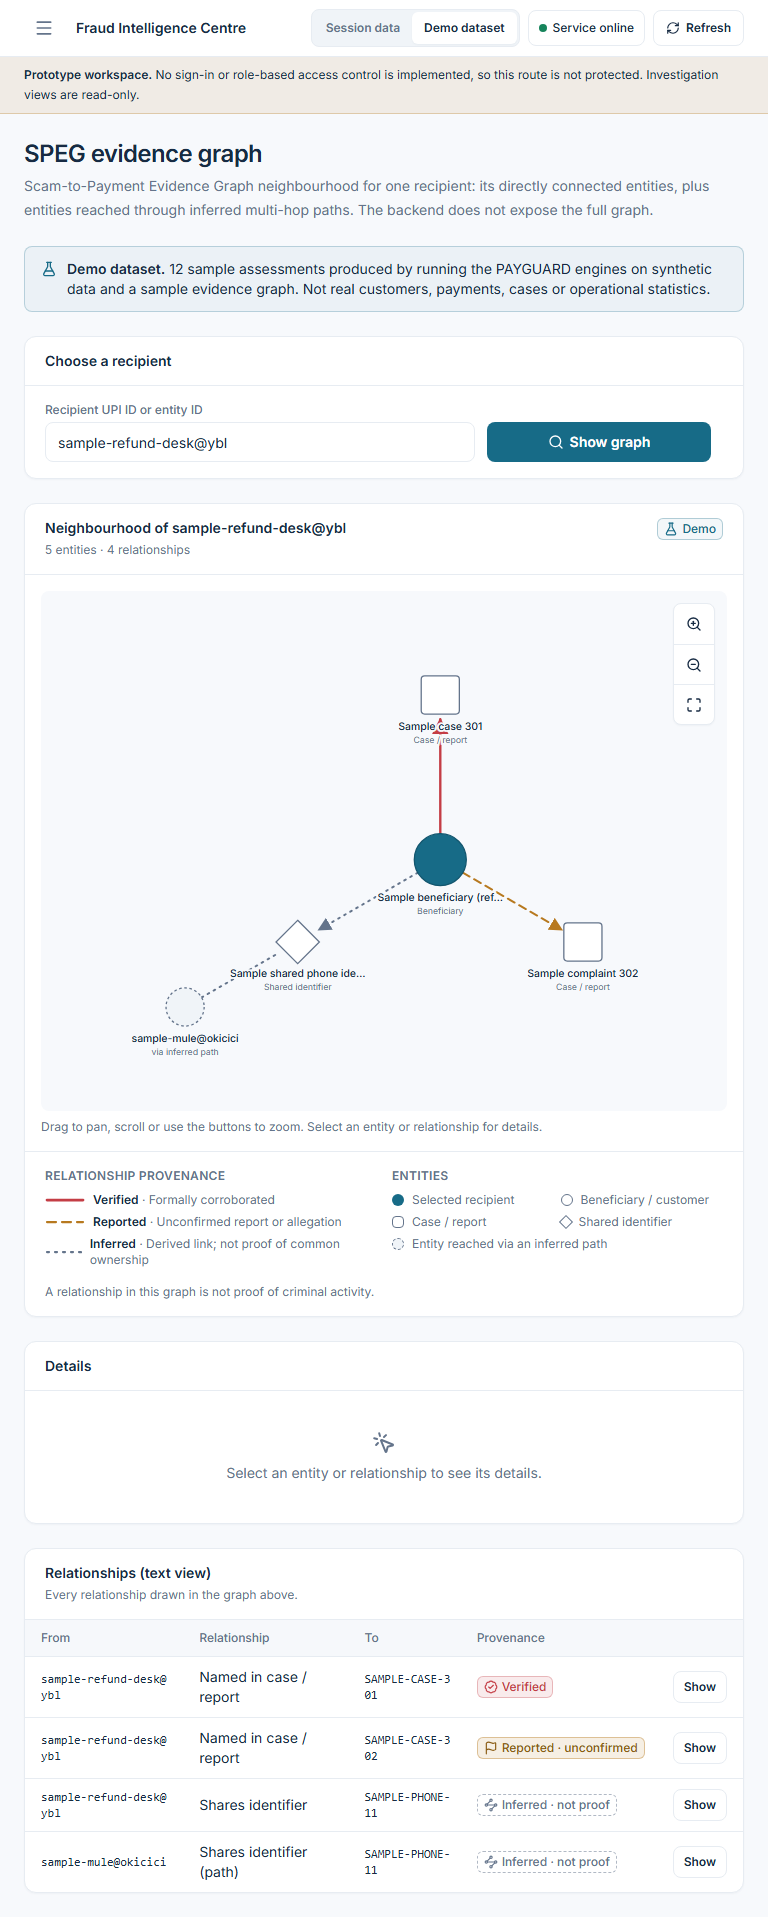 Fraud Intelligence Centre
Session data
Demo dataset
Service online
Refresh
Prototype workspace. No sign-in or role-based access control is implemented, so this route is not protected. Investigation
views are read-only.
SPEG evidence graph
Scam-to-Payment Evidence Graph neighbourhood for one recipient: its directly connected entities, plus
entities reached through inferred multi-hop paths. The backend does not expose the full graph.
Demo dataset. 12 sample assessments produced by running the PAYGUARD engines on synthetic
data and a sample evidence graph. Not real customers, payments, cases or operational statistics.
Choose a recipient
Recipient UPI ID or entity ID
sample-refund-desk@ybl
Show graph
Neighbourhood of sample-refund-desk@ybl
Demo
5 entities · 4 relationships
Sample case 301
Case / report
Sample beneficiary (ref...
Beneficiary
Sample shared phone ide...
Shared identifier
Sample complaint 302
Case / report
sample-mule@okicici
via inferred path
Drag to pan, scroll or use the buttons to zoom. Select an entity or relationship for details.
RELATIONSHIP PROVENANCE
Verified · Formally corroborated
Reported · Unconfirmed report or allegation
Inferred · Derived link; not proof of common
ownership
ENTITIES
Selected recipient
Beneficiary / customer
Case / report
Shared identifier
Entity reached via an inferred path
A relationship in this graph is not proof of criminal activity.
Details
Select an entity or relationship to see its details.
Relationships (text view)
Every relationship drawn in the graph above.
From
Relationship
To
Provenance
sample-refund-desk@
ybl
Named in case /
report
SAMPLE-CASE-3
01
Verified
Show
sample-refund-desk@
ybl
Named in case /
report
SAMPLE-CASE-3
02
Reported · unconfirmed
Show
sample-refund-desk@
ybl
Shares identifier
SAMPLE-PHONE-
11
Inferred · not proof
Show
sample-mule@okicici
Shares identifier
(path)
SAMPLE-PHONE-
11
Inferred · not proof
Show